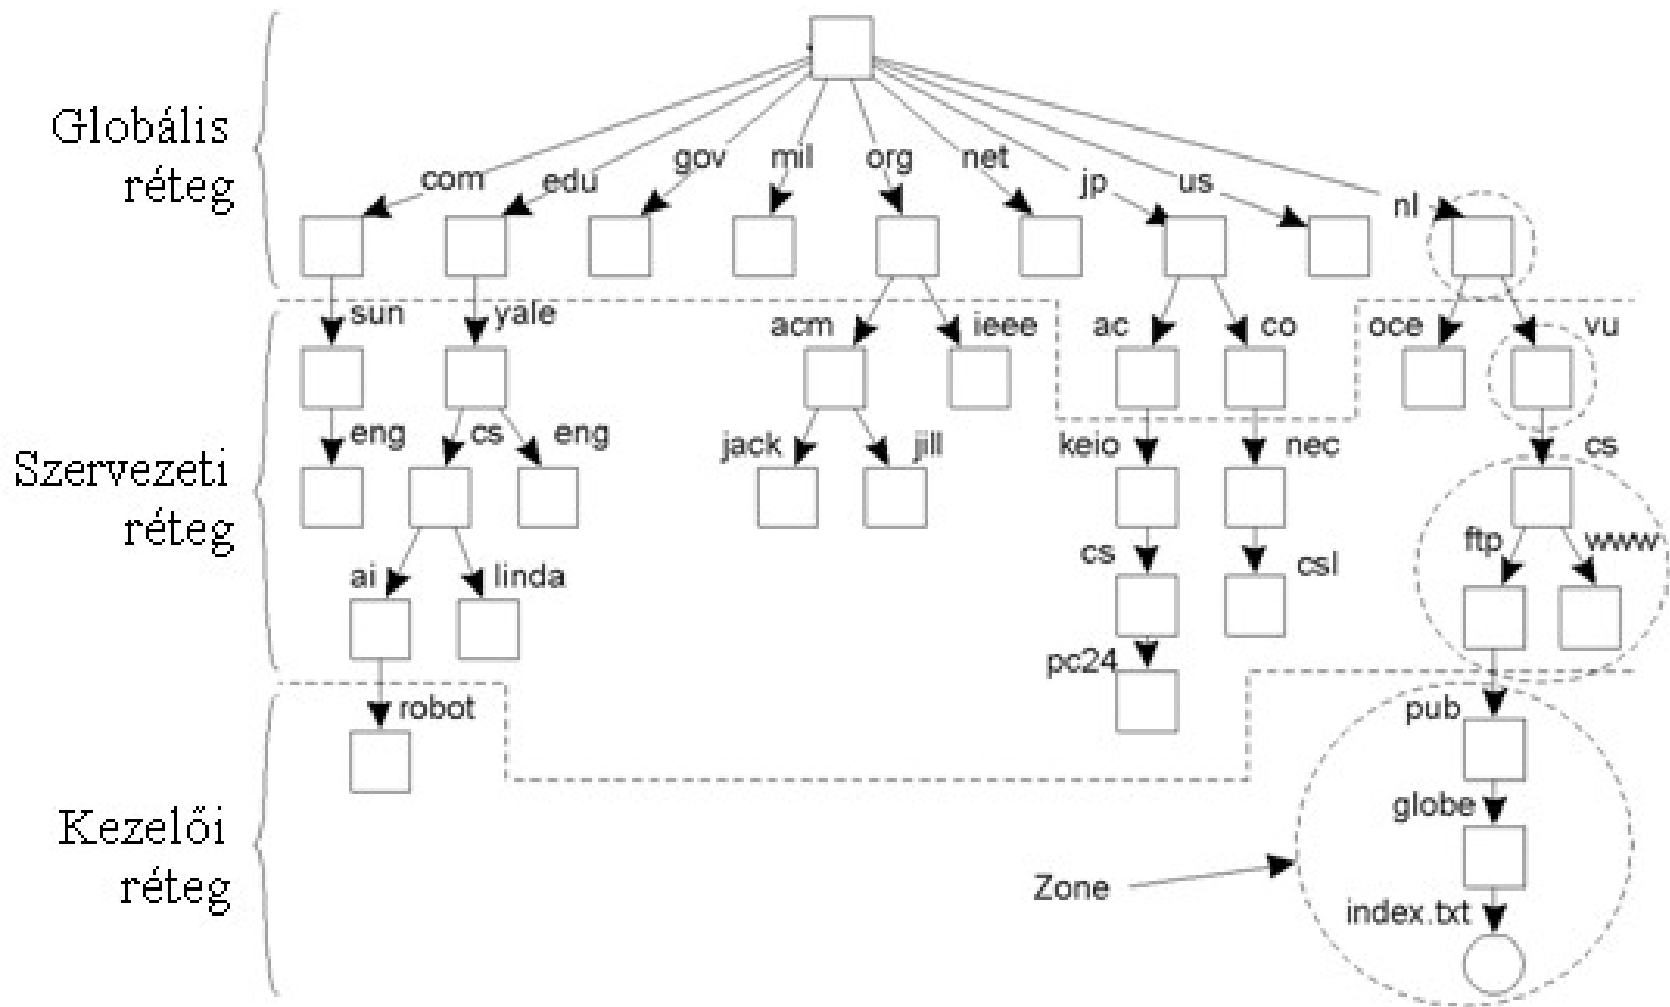 Globális
réteg
com
edu
gov
mil
org
net
jp
us
nl
Szervezeti
réteg
sun
yale
acm
ieee
ac
co
oce
vu
eng
cs
eng
jack
jill
keio
nec
cs
ai
linda
cs
csl
ftp
www
pc24
Kezelői
réteg
robot
pub
globe
Zone
index.txt